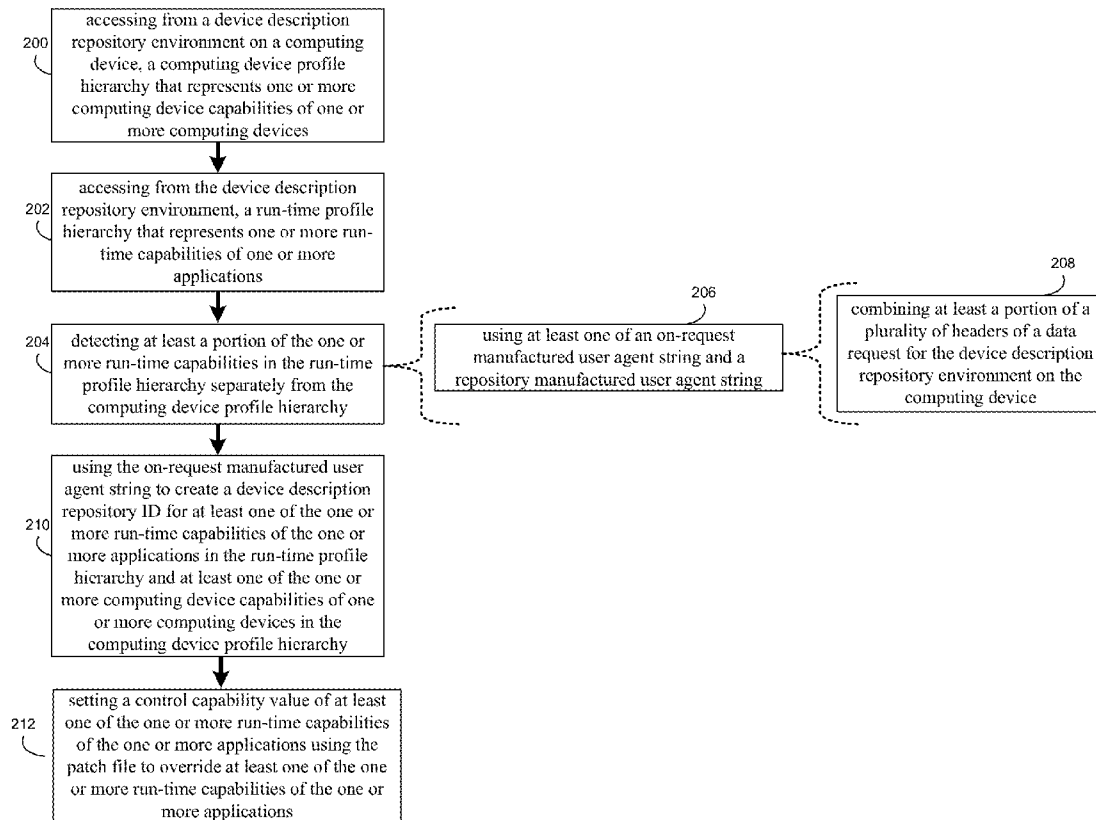 200
accessing from a device description
repository environment on a computing
device, a computing device profile
hierarchy that represents one or more
computing device capabilities of one or
more computing devices
202
accessing from the device description
repository environment, a run-time profile
hierarchy that represents one or more run-
time capabilities of one or more
applications
204
detecting at least a portion of the one
or more run-time capabilities in the run-
time profile hierarchy separately from the
computing device profile hierarchy
206
using at least one of an on-request
manufactured user agent string and a
repository manufactured user agent string
208
combining at least a portion of a
plurality of headers of a data
request for the device description
repository environment on the
computing device
210
using the on-request manufactured user
agent string to create a device description
repository ID for at least one of the one or
more run-time capabilities of the one or
more applications in the run-time profile
hierarchy and at least one of the one or
more computing device capabilities of one
or more computing devices in the
computing device profile hierarchy
212
setting a control capability value of at least
one of the one or more run-time capabilities
of the one or more applications using the
patch file to override at least one of the one
or more run-time capabilities of the one or
more applications